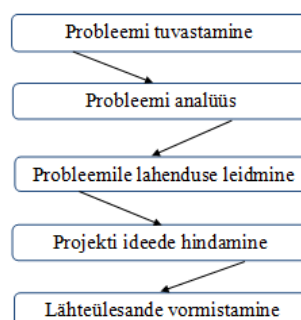 Probleemi tuvastamine
Probleemi analüüs
Probleemile lahenduse leidmine
Projekti ideede hindamine
Lähteülesande vormistamine